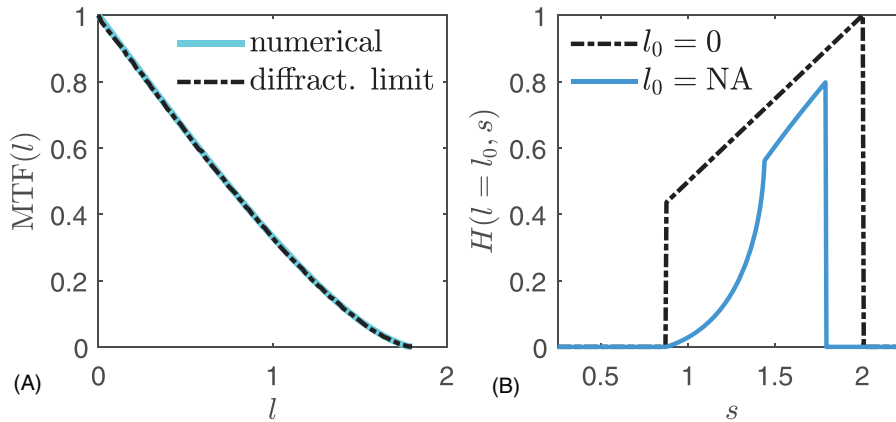 1
0.8
0.6
0.4
0.2
0
MTF(l)
numerical
diffract. limit
0
1
2
l
(A)
1
0.8
0.6
0.4
0.2
0
H(l = l₀, s)
l₀ = 0
l₀ = NA
0.5
1
1.5
2
s
(B)